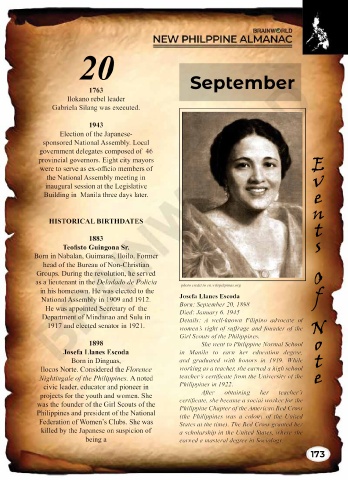 BRAINWORLD
NEW PHILPPINE ALMANAC
20
September
1763
Ilokano rebel leader
Gabriela Silang was executed.
1943
Election of the Japanese-
sponsored National Assembly. Local
government delegates composed of 46
provincial governors. Eight city mayors
were to serve as ex-officio members of
the National Assembly meeting in
inaugural session at the Legislative
Building in Manila three days later.
HISTORICAL BIRTHDATES
1883
Teofisto Guingona Sr.
Born in Nabalan, Guimaras, Iloilo. Former
head of the Bureau of Non-Christian
Groups. During the revolution, he served
as a lieutenant in the Delodado de Policia
in his hometown. He was elected to the
National Assembly in 1909 and 1912.
He was appointed Secretary of the
Department of Mindanao and Sulu in
1917 and elected senator in 1921.
1898
Josefa Llanes Escoda
Born in Dingras,
Ilocos Norte. Considered the Florence
Nightingale of the Philippines. A noted
civic leader, educator and pioneer in
projects for the youth and women. She
was the founder of the Girl Scouts of the
Philippines and president of the National
Federation of Women's Clubs. She was
killed by the Japanese on suspicion of
being a
photo credit to
Josefa Llanes Escoda
Born: September 20, 1898
Died: January 6, 1945
Details: A well-known Filipino advocate of
women's right of suffrage and founder of the
Girl Scouts of the Philippines.
She went to Philippine Normal School
in Manila to earn her education degree,
and graduated with honors in 1919. While
working as a teacher, she earned a high school
teacher's certificate from the University of the
Philippines in 1922.
After obtaining her teacher's
certificate, she became a social worker for the
Philippine Chapter of the American Red Cross
(the Philippines was a colony of the United
States at the time). The Red Cross granted her
a scholarship to the United States, where she
earned a masteral degree in Sociology.
Events Of Note
173